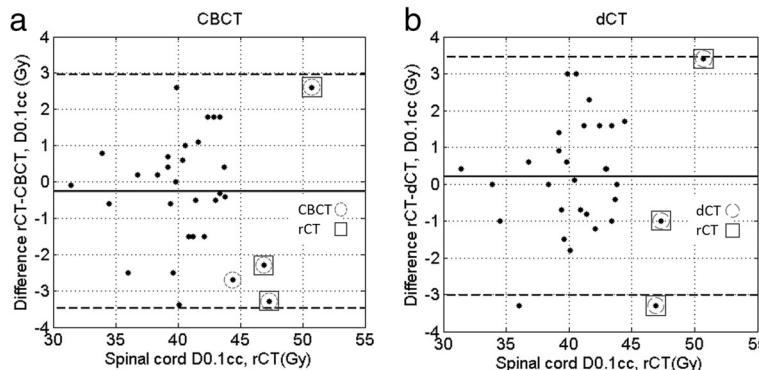 a
CBCT
4
3
2
1
0
-1
-2
-3
-4
Difference rCT-CBCT, D0.1cc (Gy)
CBCT
rCT
30 35 40 45 50 55
Spinal cord D0.1cc, rCT(Gy)
b
dCT
4
3
2
1
0
-1
-2
-3
-4
Difference rCT-dCT, D0.1cc (Gy)
dCT
rCT
30 35 40 45 50 55
Spinal cord D0.1cc, rCT(Gy)